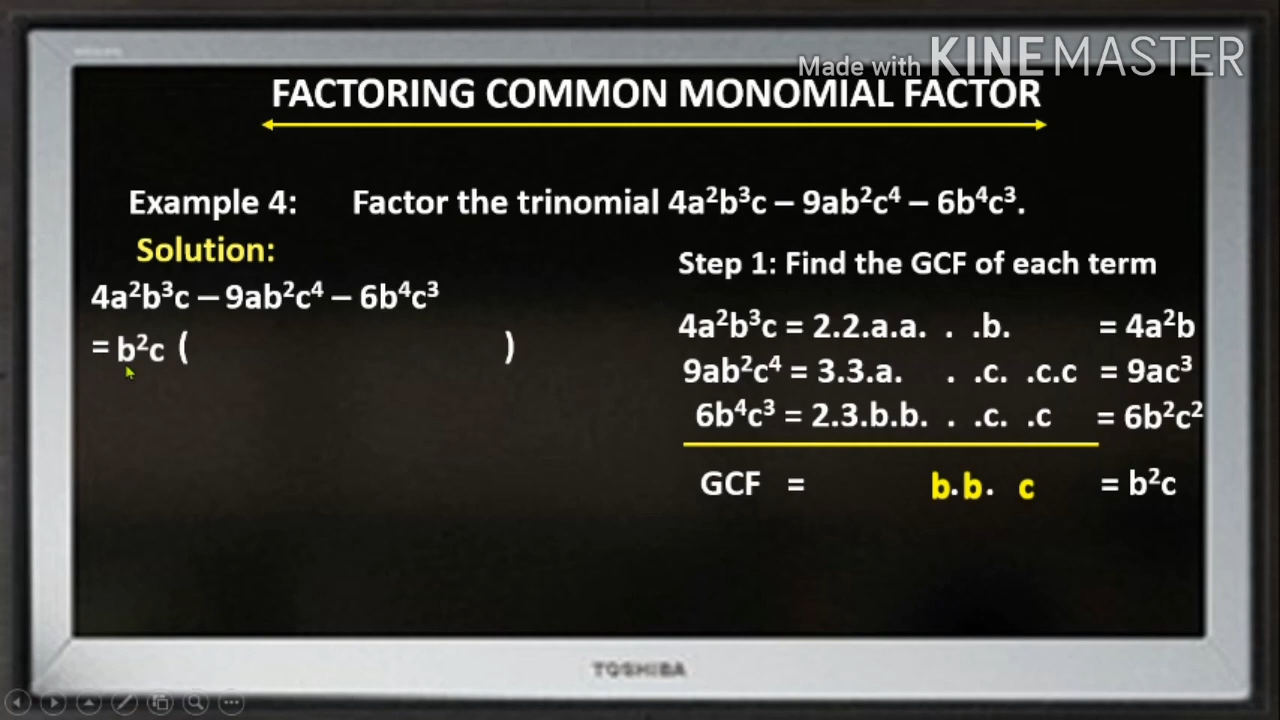 Made with KINEMASTER
FACTORING COMMON MONOMIAL FACTOR
Example 4: Factor the trinomial 4a²b³c – 9ab²c⁴ – 6b⁴c³.
Solution:
4a²b³c – 9ab²c⁴ – 6b⁴c³
= b²c ( )
Step 1: Find the GCF of each term
4a²b³c = 2.2.a.a. . .b. = 4a²b
9ab²c⁴ = 3.3.a. . .c. .c.c = 9ac³
6b⁴c³ = 2.3.b.b. . .c. .c = 6b²c²
GCF = b.b. c = b²c
TOSHIBA